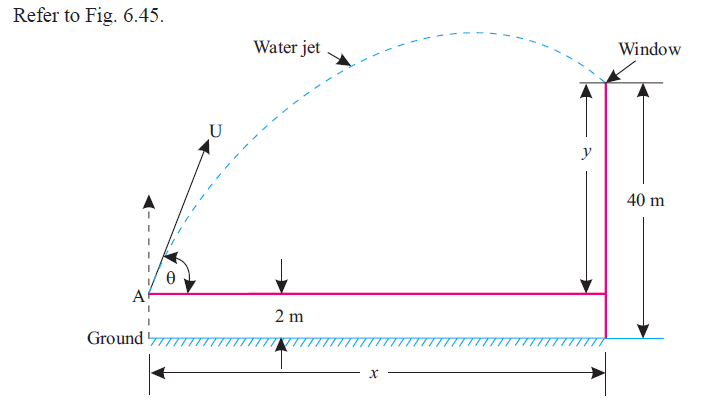 Refer to Fig. 6.45.
Water jet
Window
U
y
40 m
θ
A
2 m
Ground
x